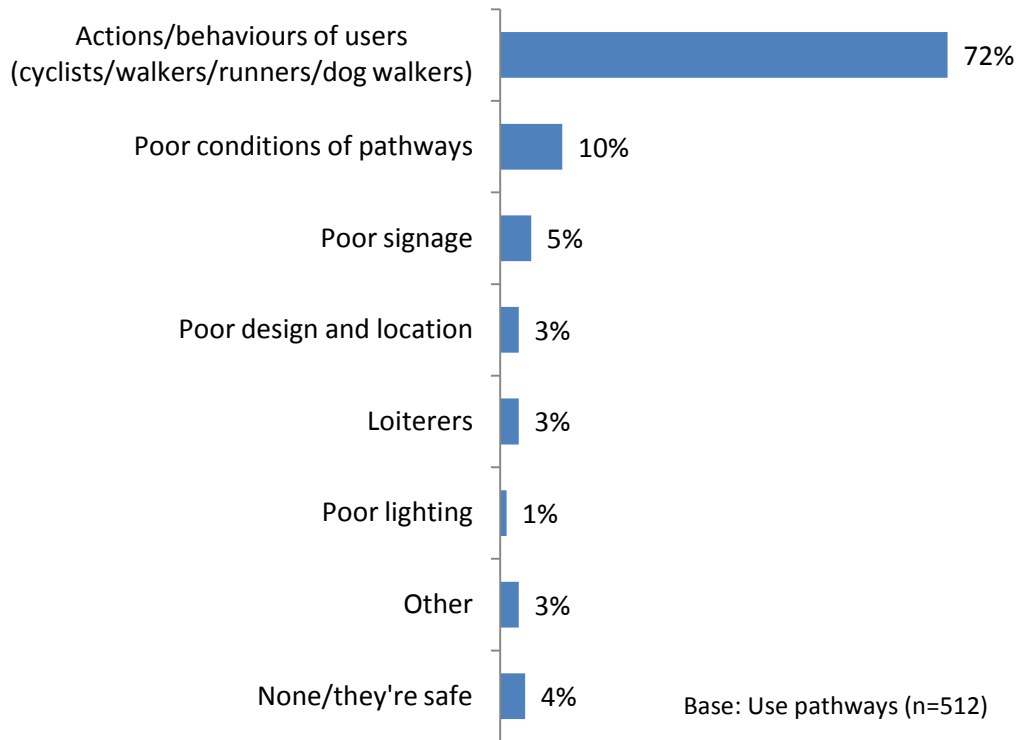 Actions/behaviours of users
(cyclists/walkers/runners/dog walkers)
72%
Poor conditions of pathways
10%
Poor signage
5%
Poor design and location
3%
Loiterers
3%
Poor lighting
1%
Other
3%
None/they're safe
4%
Base: Use pathways (n=512)